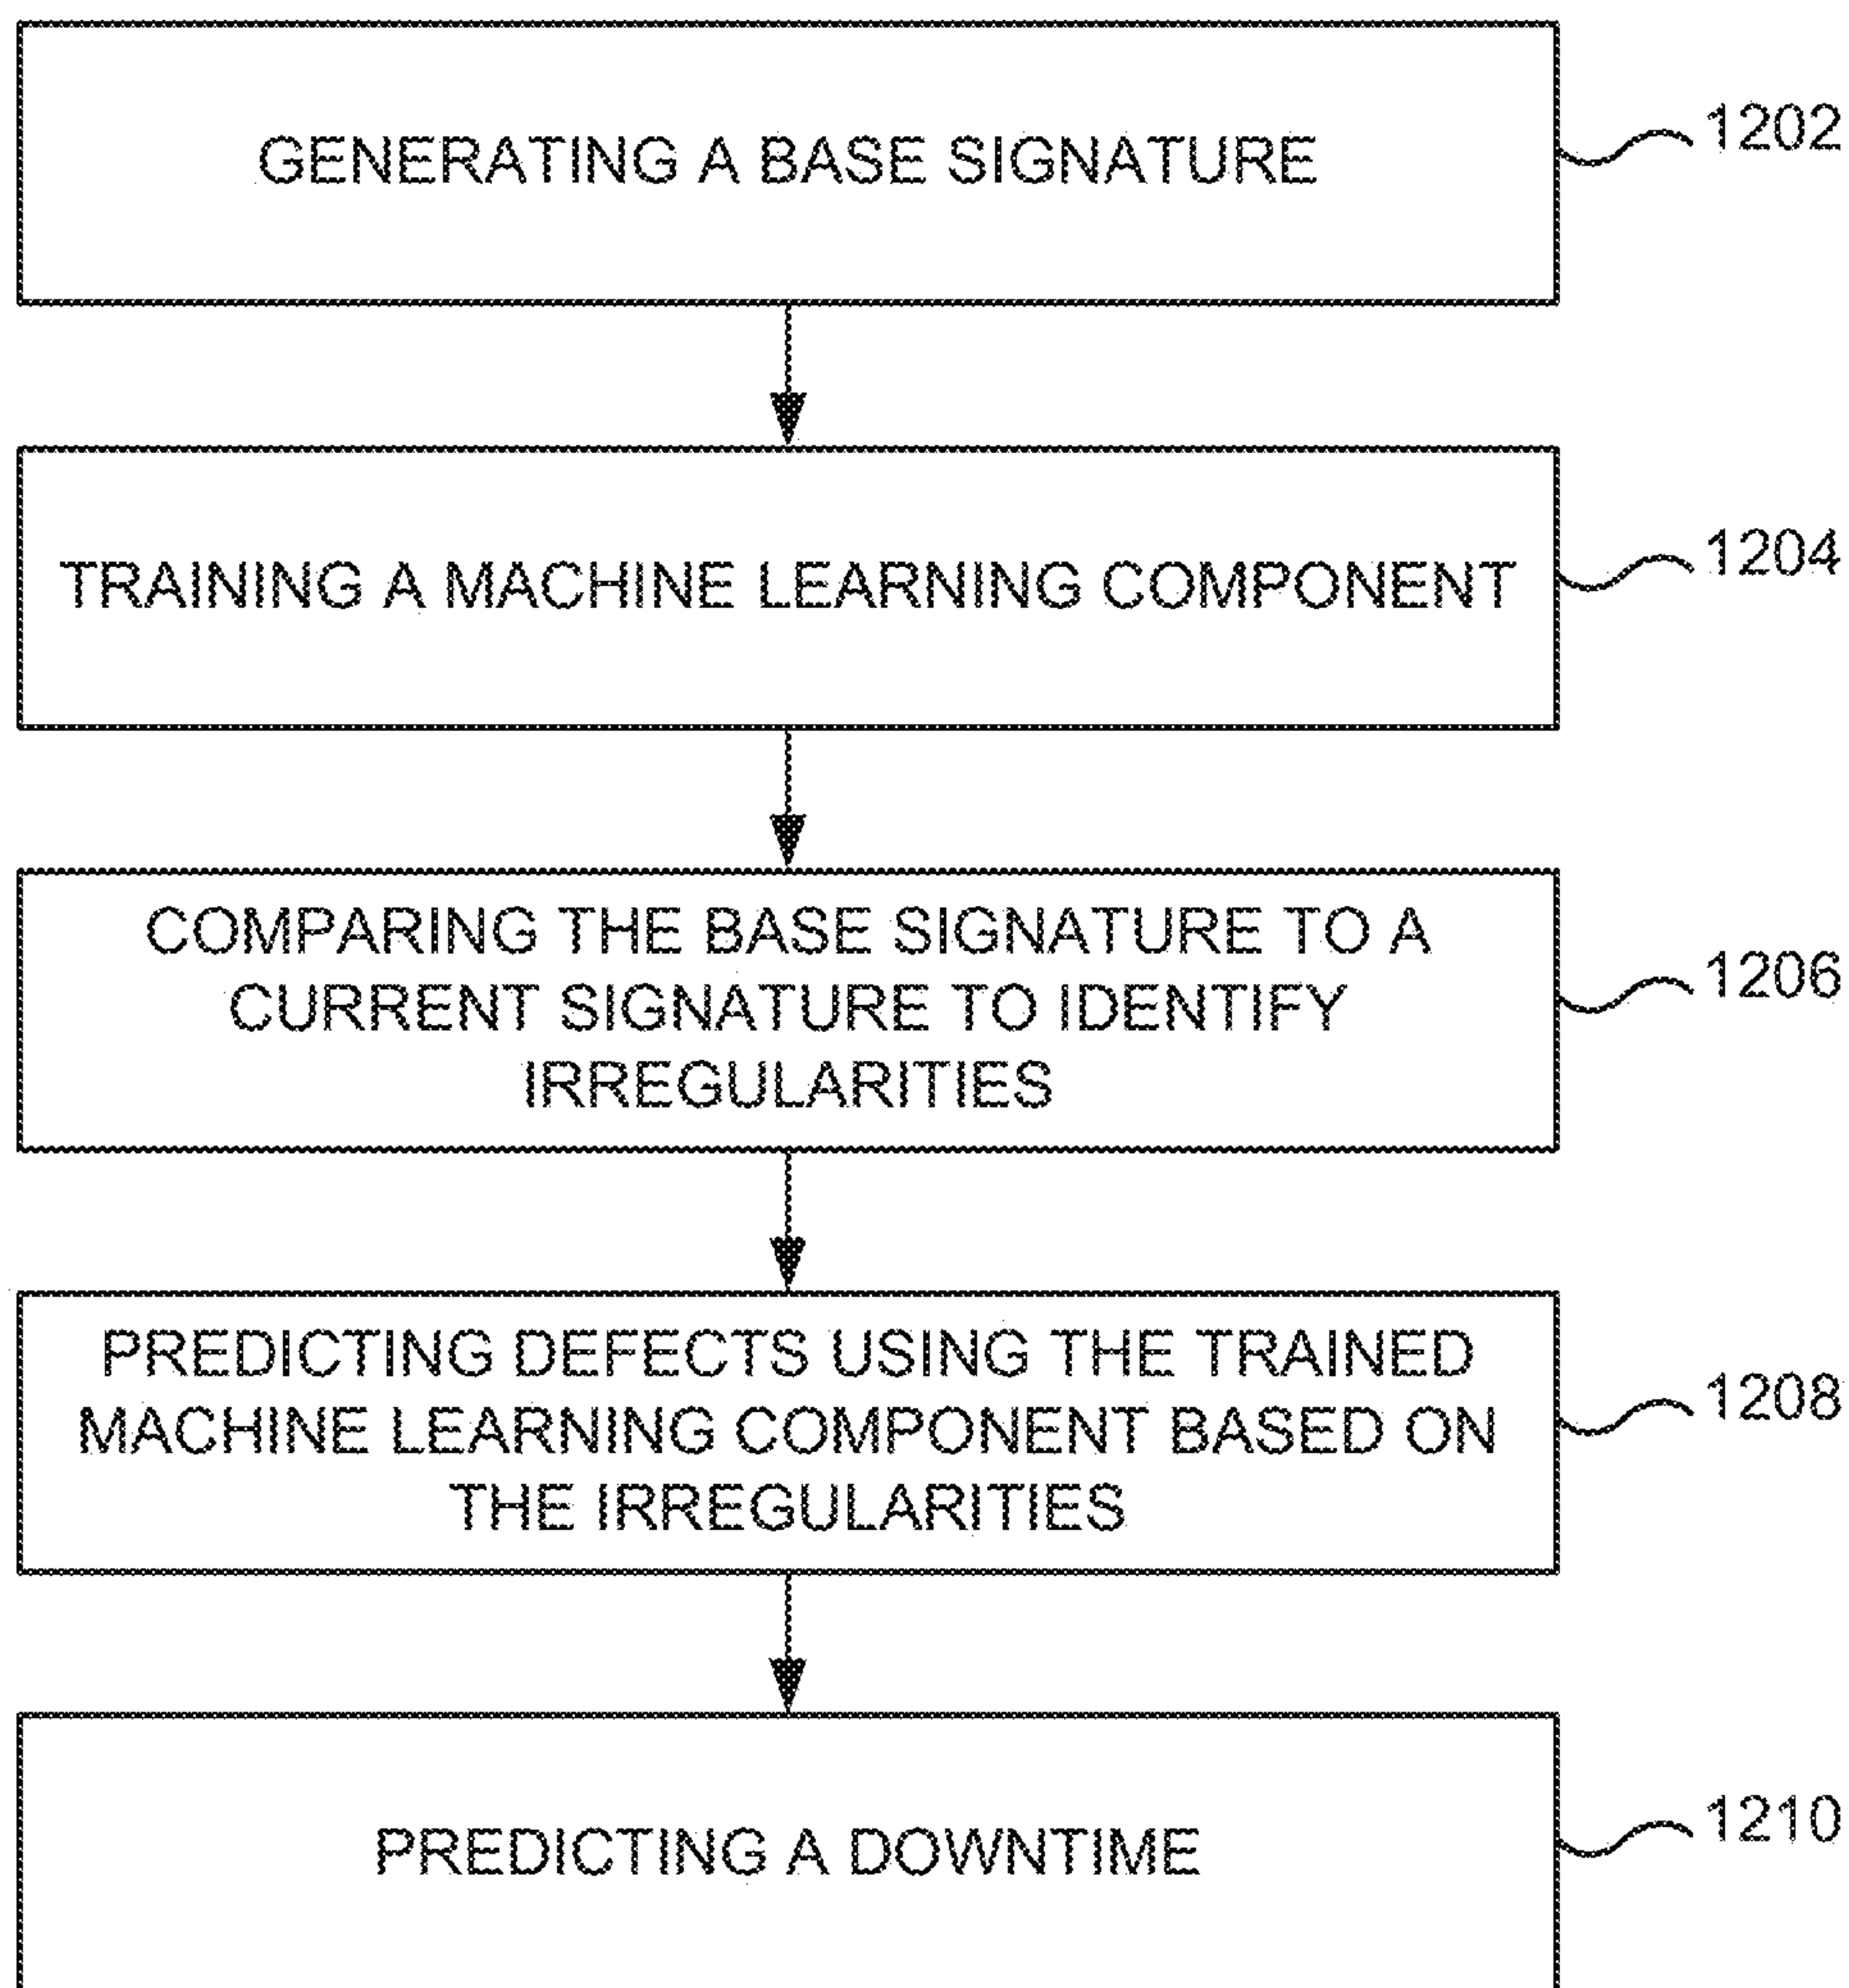 GENERATING A BASE SIGNATURE
1202
TRAINING A MACHINE LEARNING COMPONENT
1204
COMPARING THE BASE SIGNATURE TO A
CURRENT SIGNATURE TO IDENTIFY
IRREGULARITIES
1206
PREDICTING DEFECTS USING THE TRAINED
MACHINE LEARNING COMPONENT BASED ON
THE IRREGULARITIES
1208
PREDICTING A DOWNTIME
1210